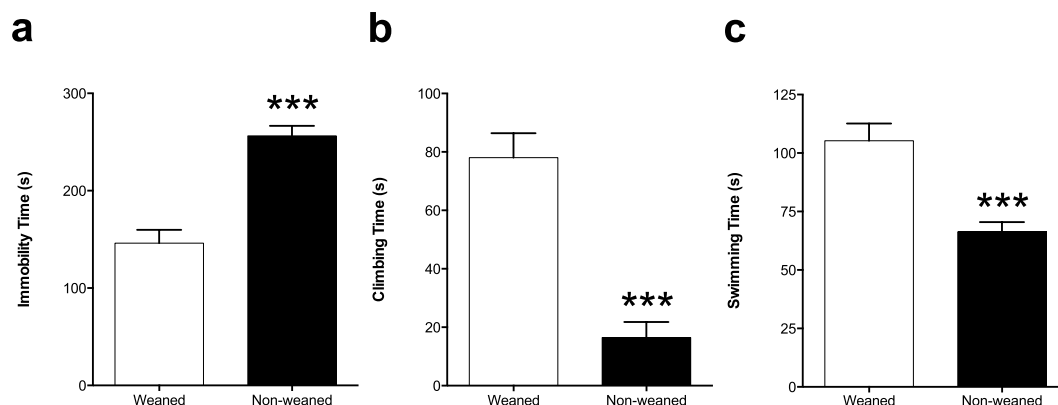 a
Immobility Time (s)
300
200
100
0
***
Weaned
Non-weaned
b
Climbing Time (s)
100
80
60
40
20
0
***
Weaned
Non-weaned
c
Swimming Time (s)
125
100
75
50
25
0
***
Weaned
Non-weaned